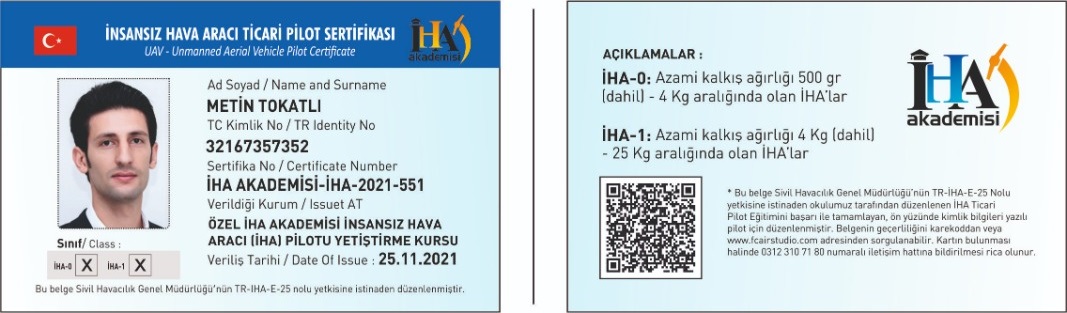 İNSANSIZ HAVA ARACI TİCARİ PİLOT SERTİFİKASI
UAV - Unmanned Aerial Vehicle Pilot Certificate
İHA
akademisi
Ad Soyad / Name and Surname
METİN TOKATLI
TC Kimlik No / TR Identity No
32167357352
Sertifika No / Certificate Number
İHA AKADEMİSİ-İHA-2021-551
Verildiği Kurum / Issuet AT
ÖZEL İHA AKADEMİSİ İNSANSIZ HAVA
ARACI (İHA) PİLOTU YETİŞTİRME KURSU
Veriliş Tarihi / Date Of Issue : 25.11.2021
Sınıf/ Class :
İHA-0 X İHA-1 X
Bu belge Sivil Havacılık Genel Müdürlüğü'nün TR-İHA-E-25 nolu yetkisine istinaden düzenlenmiştir.
AÇIKLAMALAR :
İHA-0: Azami kalkış ağırlığı 500 gr
(dahil) - 4 Kg aralığında olan İHA'lar
İHA-1: Azami kalkış ağırlığı 4 Kg (dahil)
- 25 Kg aralığında olan İHA'lar
İHA
akademisi
* Bu belge Sivil Havacılık Genel Müdürlüğü'nün TR-İHA-E-25 Nolu
yetkisine istinaden okulumuz tarafından düzenlenen İHA Ticari
Pilot Eğitimini başarı ile tamamlayan, ön yüzünde kimlik bilgileri yazılı
pilot için düzenlenmiştir. Belgenin geçerliliğini karekoddan veya
www.fcairstudio.com adresinden sorgulanabilir. Kartın bulunması
halinde 0312 310 71 80 numaralı iletişim hattına bildirilmesi rica olunur.